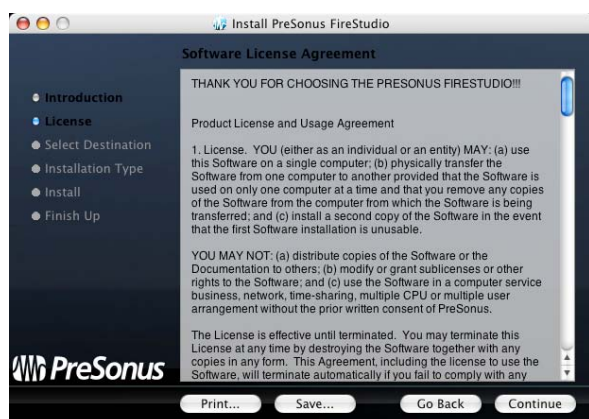 Install PreSonus FireStudio
Software License Agreement
Introduction
License
Select Destination
Installation Type
Install
Finish Up
THANK YOU FOR CHOOSING THE PRESONUS FIRESTUDIO!!!
Product License and Usage Agreement
1. License.  YOU (either as an individual or an entity) MAY: (a) use
this Software on a single computer; (b) physically transfer the
Software from one computer to another provided that the Software is
used on only one computer at a time and that you remove any copies
of the Software from the computer from which the Software is being
transferred; and (c) install a second copy of the Software in the event
that the first Software installation is unusable.
YOU MAY NOT: (a) distribute copies of the Software or the
Documentation to others; (b) modify or grant sublicenses or other
rights to the Software; and (c) use the Software in a computer service
business, network, time-sharing, multiple CPU or multiple user
arrangement without the prior written consent of PreSonus.
The License is effective until terminated.  You may terminate this
License at any time by destroying the Software together with any
copies in any form.  This Agreement, including the license to use the
Software, will terminate automatically if you fail to comply with any
PreSonus
Print...
Save...
Go Back
Continue